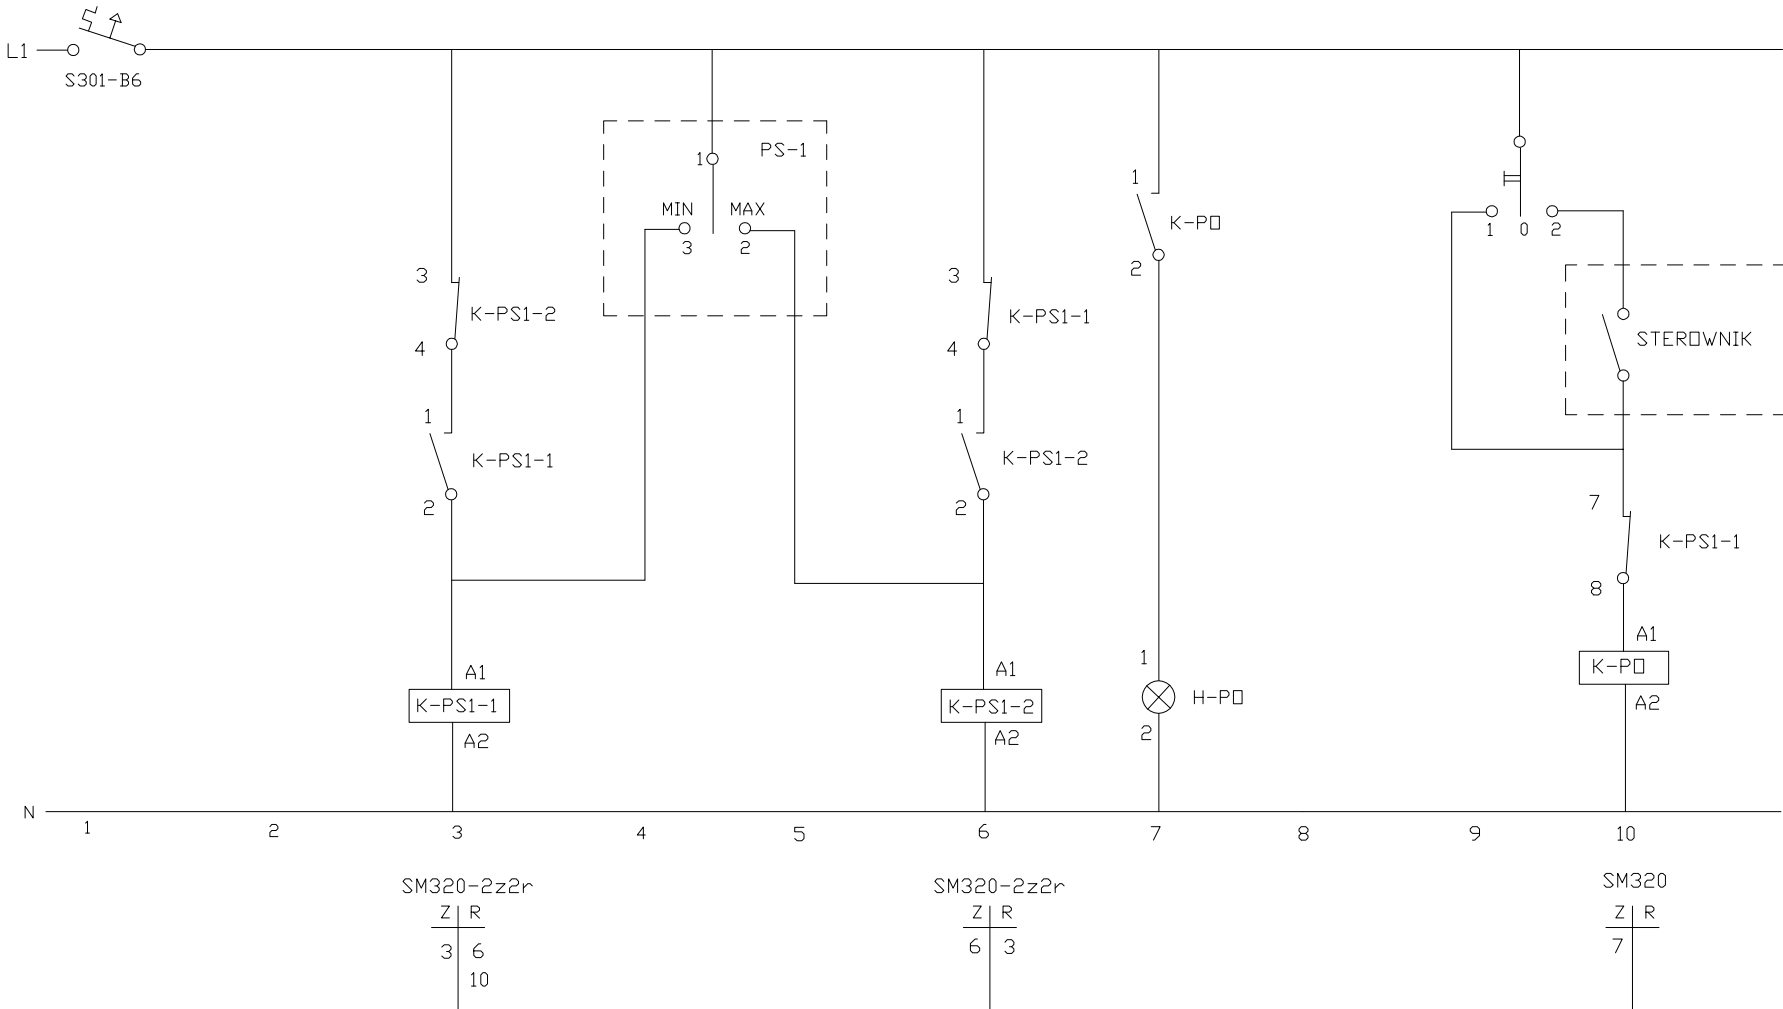 L1
S301-B6
PS-1
1
MIN MAX
3 2
3
K-PS1-2
4
1
K-PS1-1
2
3
K-PS1-1
4
1
K-PS1-2
2
1
K-PO
2
1 0 2
STEROWNIK
7
K-PS1-1
8
A1
K-PS1-1
A2
A1
K-PS1-2
A2
1
H-PO
2
A1
K-PO
A2
N
1 2 3 4 5 6 7 8 9 10
SM320-2z2r
Z R
3 6
10
SM320-2z2r
Z R
6 3
SM320
Z R
7